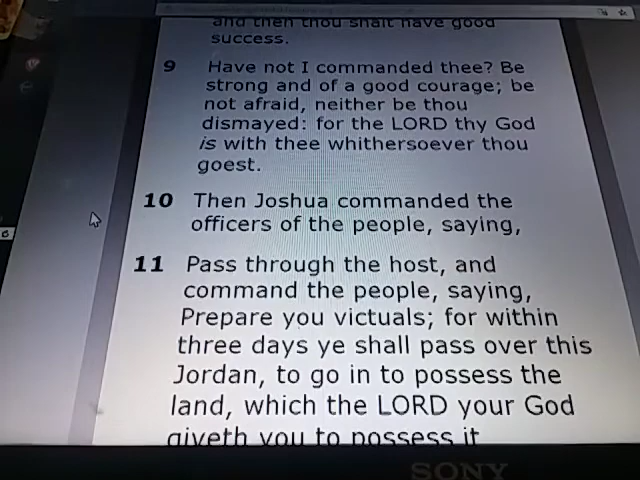 and then thou shalt have good
success.
9 Have not I commanded thee? Be
strong and of a good courage; be
not afraid, neither be thou
dismayed: for the LORD thy God
is with thee whithersoever thou
goest.
10 Then Joshua commanded the
officers of the people, saying,
11 Pass through the host, and
command the people, saying,
Prepare you victuals; for within
three days ye shall pass over this
Jordan, to go in to possess the
land, which the LORD your God
giveth you to possess it
SONY